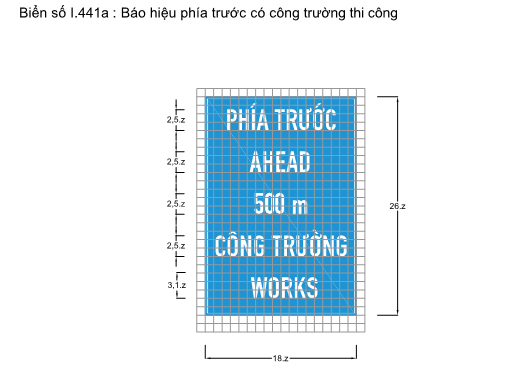 Biển số I.441a : Báo hiệu phía trước có công trường thi công
PHÍA TRƯỚC
AHEAD
500 m
CÔNG TRƯỜNG
WORKS
2,5.z
2,5.z
2,5.z
2,5.z
3,1.z
26.z
18.z